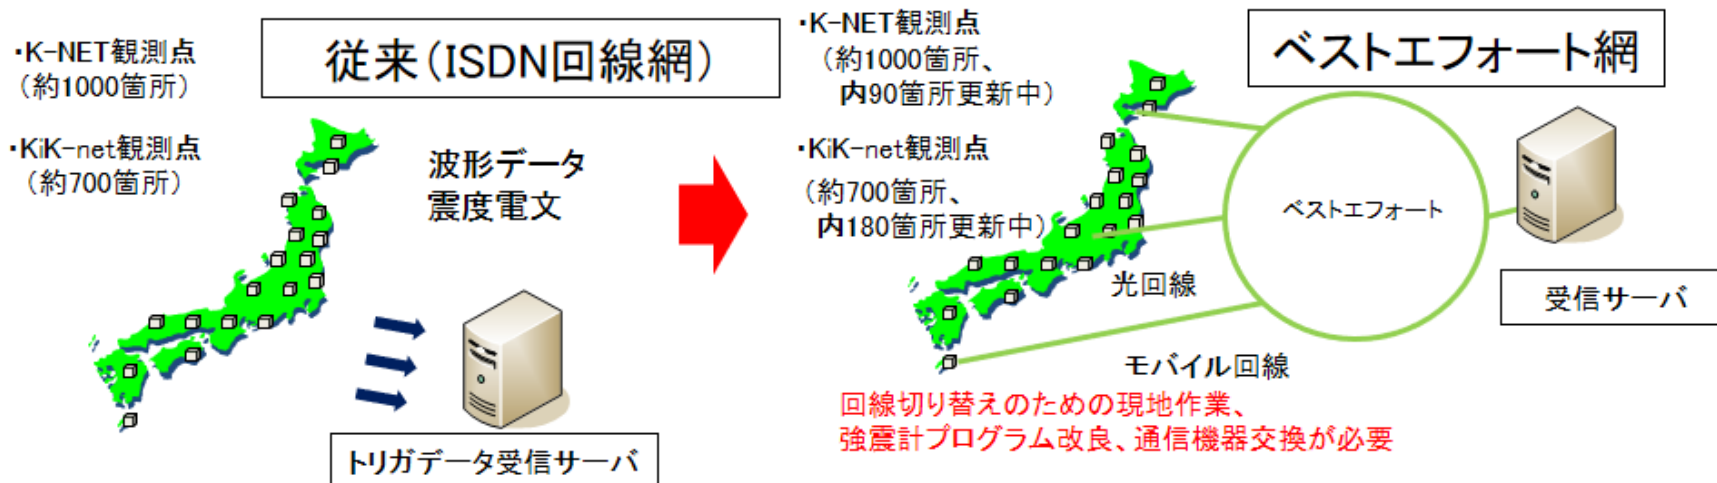 ・K-NET観測点
(約1000箇所)
従来(ISDN回線網)
・KiK-net観測点
(約700箇所)
波形データ
震度電文
トリガデータ受信サーバ
・K-NET観測点
(約1000箇所、
内90箇所更新中)
ベストエフォート網
・KiK-net観測点
(約700箇所、
内180箇所更新中)
ベストエフォート
光回線
受信サーバ
モバイル回線
回線切り替えのための現地作業、
強震計プログラム改良、通信機器交換が必要